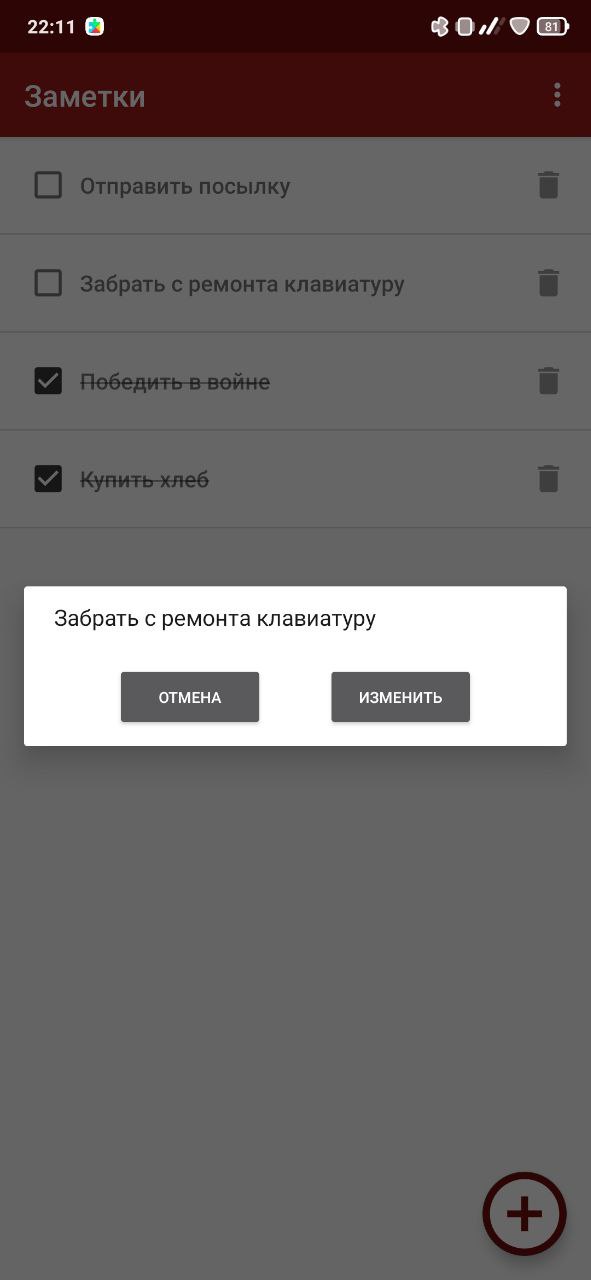 22:11
81
Заметки
Отправить посылку
Забрать с ремонта клавиатуру
Победить в войне
Купить хлеб
Забрать с ремонта клавиатуру
ОТМЕНА
ИЗМЕНИТЬ